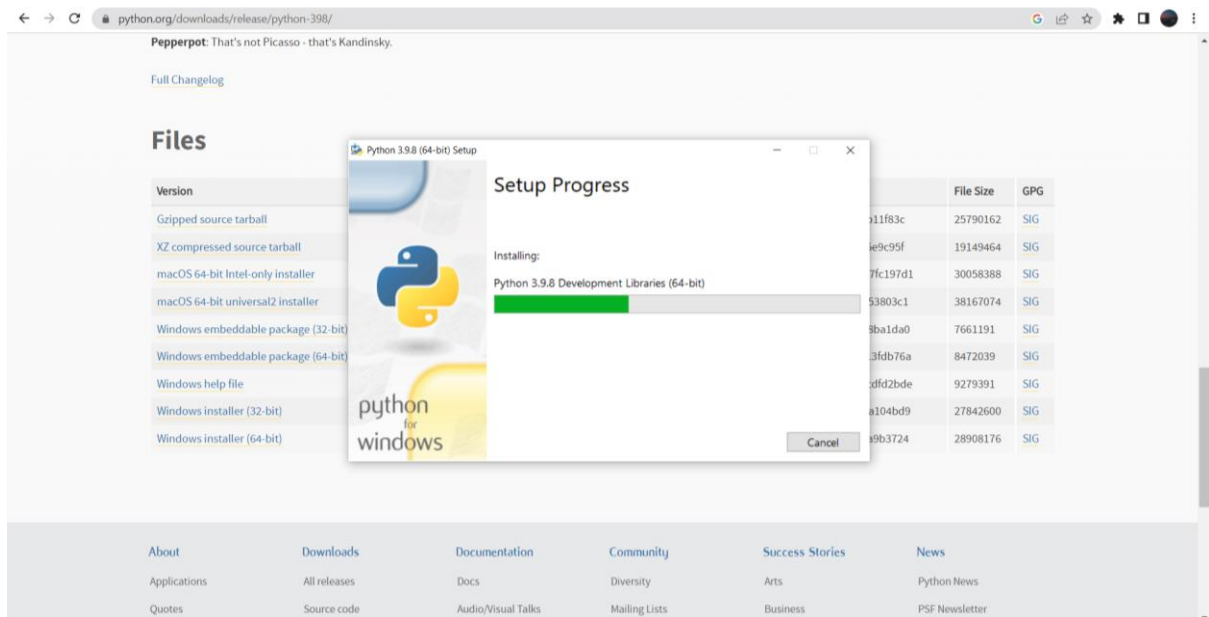 python.org/downloads/release/python-398/
Pepperpot: That's not Picasso - that's Kandinsky.
Full Changelog
Files
Python 3.9.8 (64-bit) Setup
Setup Progress
Installing:
Python 3.9.8 Development Libraries (64-bit)
python
for
windows
Cancel
Version File Size GPG
Gzipped source tarball 11f83c 25790162 SIG
XZ compressed source tarball e9c95f 19149464 SIG
macOS 64-bit Intel-only installer 7fc197d1 30058388 SIG
macOS 64-bit universal2 installer 53803c1 38167074 SIG
Windows embeddable package (32-bit) 8ba1da0 7661191 SIG
Windows embeddable package (64-bit) 3fdb76a 8472039 SIG
Windows help file dfd2bde 9279391 SIG
Windows installer (32-bit) a104bd9 27842600 SIG
Windows installer (64-bit) 9b3724 28908176 SIG
About Downloads Documentation Community Success Stories News
Applications All releases Docs Diversity Arts Python News
Quotes Source code Audio/Visual Talks Mailing Lists Business PSF Newsletter